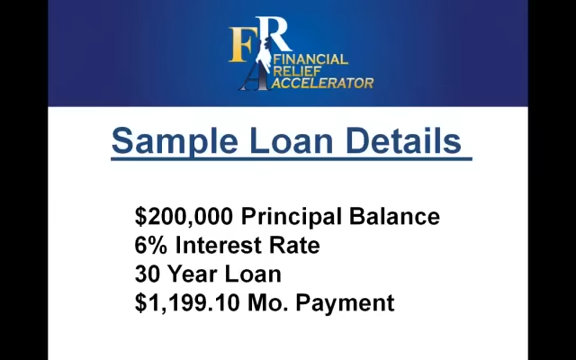 FRA
FINANCIAL
RELIEF
ACCELERATOR
Sample Loan Details
$200,000 Principal Balance
6% Interest Rate
30 Year Loan
$1,199.10 Mo. Payment